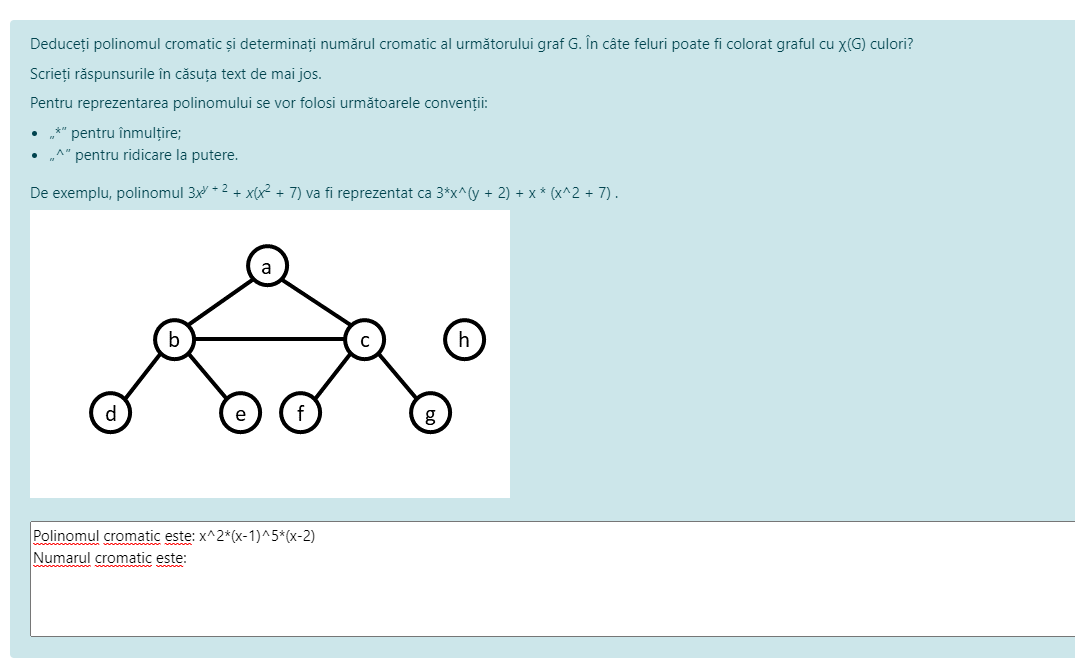 Deduceți polinomul cromatic și determinați numărul cromatic al următorului graf G. În câte feluri poate fi colorat graful cu χ(G) culori?
Scrieți răspunsurile în căsuța text de mai jos.
Pentru reprezentarea polinomului se vor folosi următoarele convenții:
• „*” pentru înmulțire;
• „^” pentru ridicare la putere.
De exemplu, polinomul 3x^{y + 2} + x(x² + 7) va fi reprezentat ca 3*x^(y + 2) + x * (x^2 + 7) .
a
b c h
d e f g
Polinomul cromatic este: x^2*(x-1)^5*(x-2)
Numarul cromatic este: